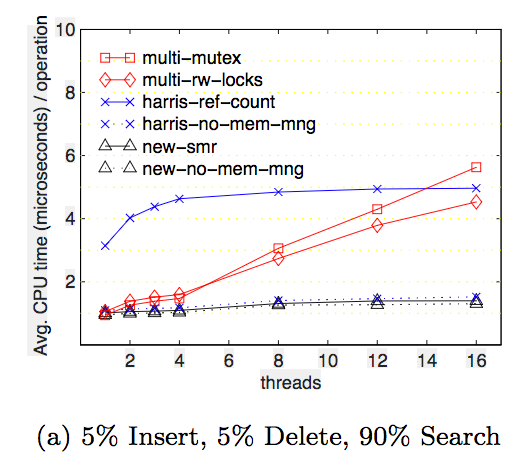 10
8
6
4
2
Avg. CPU time (microseconds) / operation
multi-mutex
multi-rw-locks
harris-ref-count
harris-no-mem-mng
new-smr
new-no-mem-mng
2 4 6 8 10 12 14 16
threads
(a) 5% Insert, 5% Delete, 90% Search